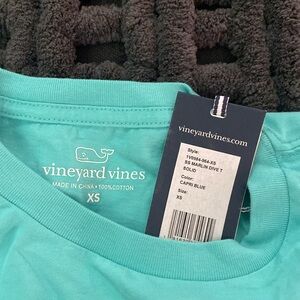 vineyard vines
MADE IN CHINA • 100% COTTON
XS
vineyardvines.com
Style:
1V0984-964-XS
SS MARLIN DIVE T
SOLID
Color:
CAPRI BLUE
Size:
XS